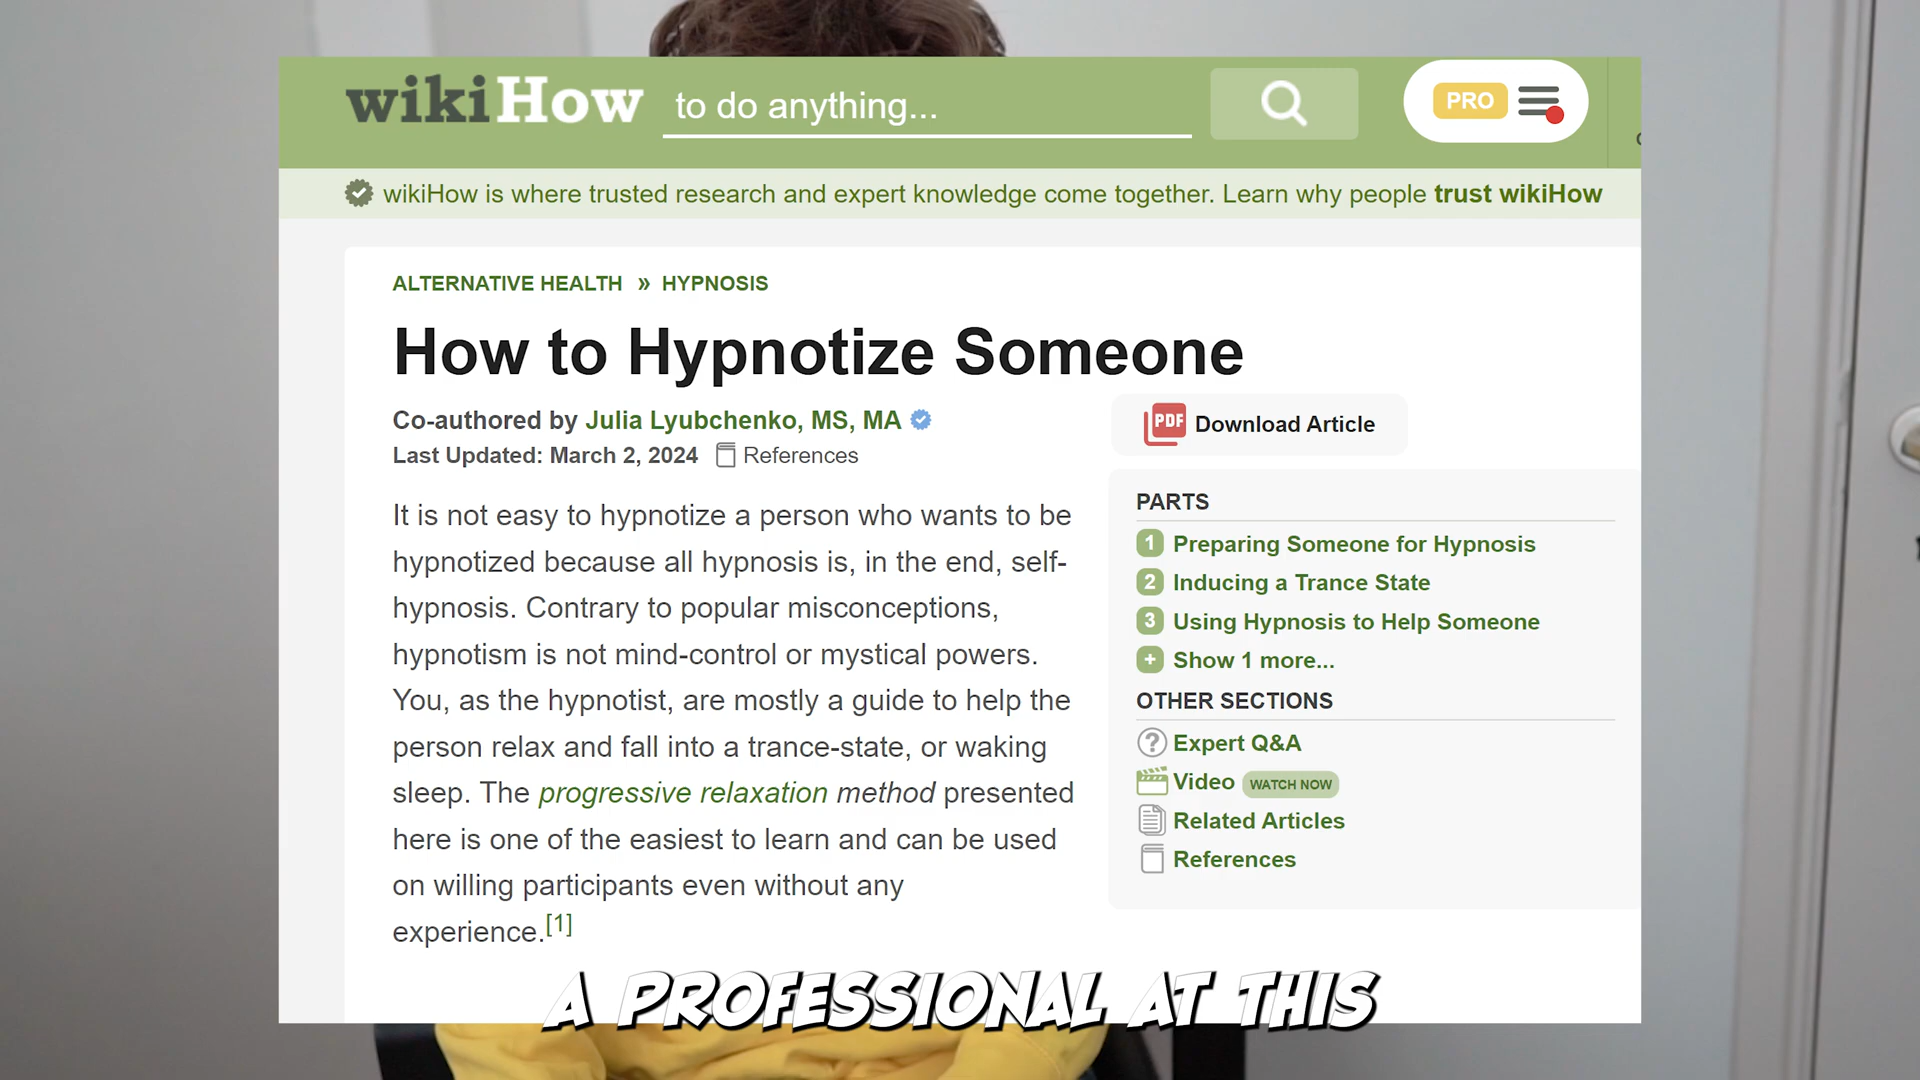 wikiHow to do anything...
PRO
wikiHow is where trusted research and expert knowledge come together. Learn why people trust wikiHow
ALTERNATIVE HEALTH » HYPNOSIS
How to Hypnotize Someone
Co-authored by Julia Lyubchenko, MS, MA
Last Updated: March 2, 2024 References
It is not easy to hypnotize a person who wants to be
hypnotized because all hypnosis is, in the end, self-
hypnosis. Contrary to popular misconceptions,
hypnotism is not mind-control or mystical powers.
You, as the hypnotist, are mostly a guide to help the
person relax and fall into a trance-state, or waking
sleep. The progressive relaxation method presented
here is one of the easiest to learn and can be used
on willing participants even without any
experience.[1]
PDF Download Article
PARTS
1 Preparing Someone for Hypnosis
2 Inducing a Trance State
3 Using Hypnosis to Help Someone
+ Show 1 more...
OTHER SECTIONS
? Expert Q&A
Video WATCH NOW
Related Articles
References
A PROFESSIONAL AT THIS